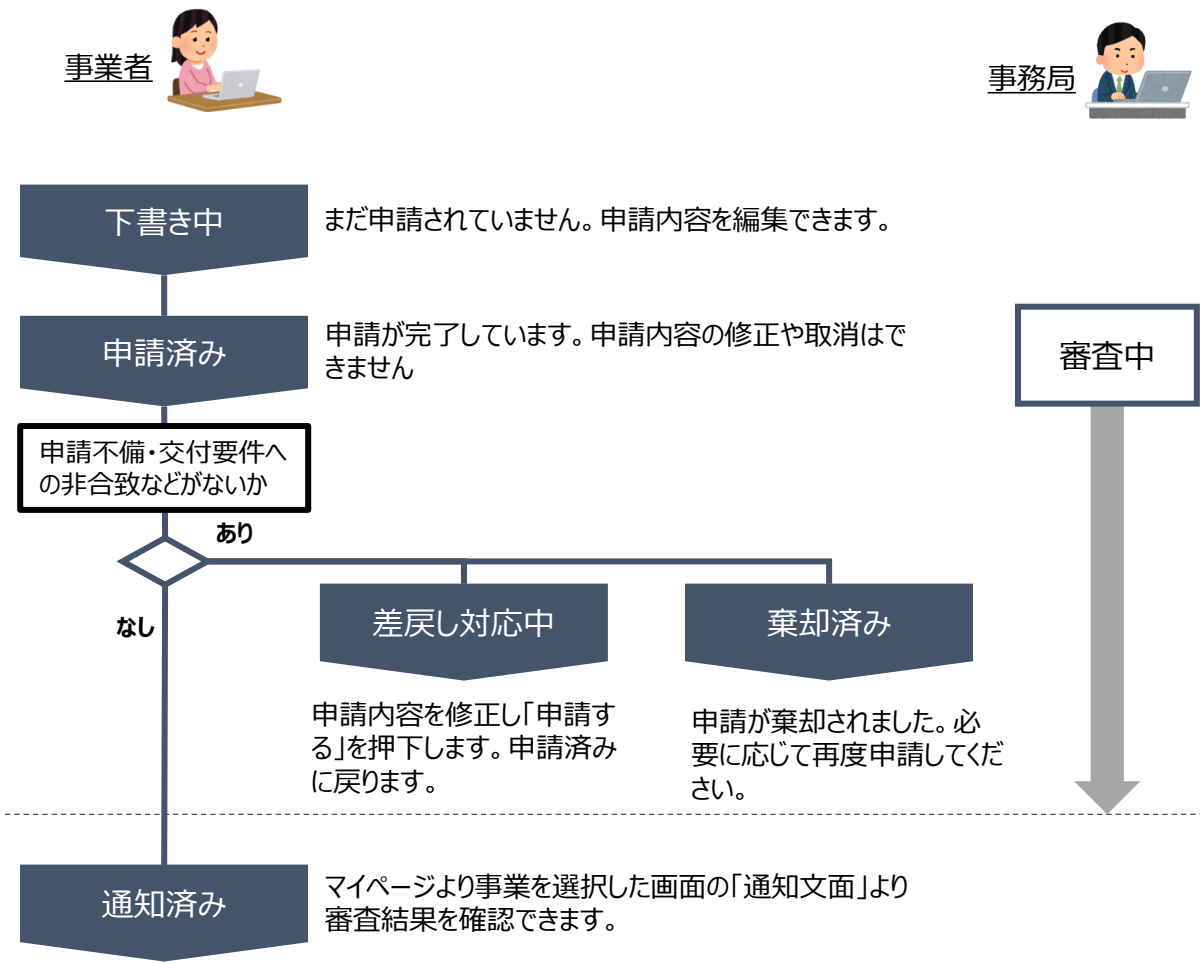 事業者
事務局
下書き中
まだ申請されていません。申請内容を編集できます。
申請済み
申請が完了しています。申請内容の修正や取消はで
きません
審査中
申請不備・交付要件へ
の非合致などがないか
あり
なし
差戻し対応中
棄却済み
申請内容を修正し「申請す
る」を押下します。申請済み
に戻ります。
申請が棄却されました。必
要に応じて再度申請してくだ
さい。
通知済み
マイページより事業を選択した画面の「通知文面」より
審査結果を確認できます。